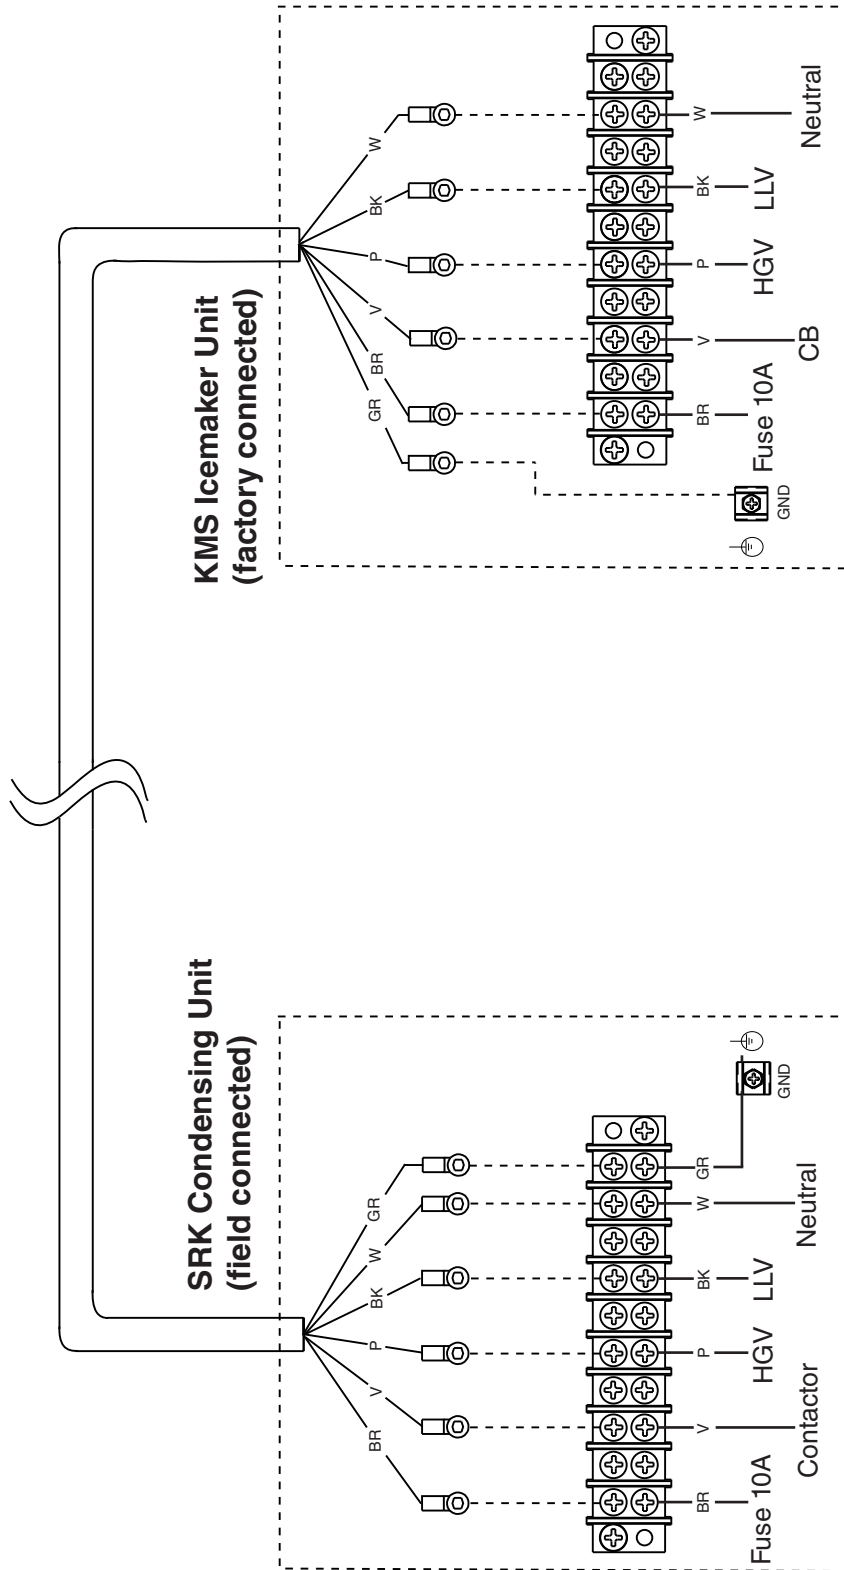 SRK Condensing Unit
(field connected)
BR
V
P
BK
W
GR
BR
V
P
BK
W
GR
Fuse 10A
Contactor
HGV
LLV
Neutral
GND
KMS Icemaker Unit
(factory connected)
GR
BR
V
P
BK
W
BR
V
P
BK
W
GND
Fuse 10A
CB
HGV
LLV
Neutral